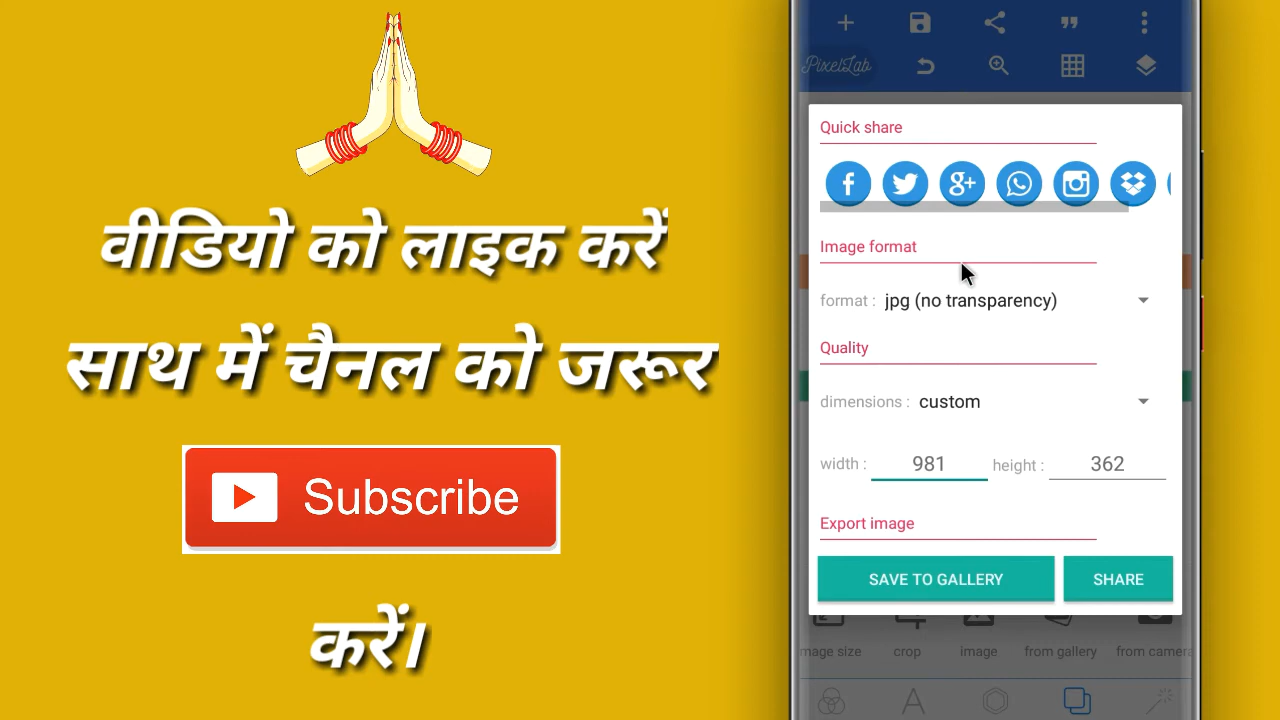 वीडियो को लाइक करें
साथ में चैनल को जरूर
Subscribe
करें।
PixelLab
Quick share
Image format
format : jpg (no transparency)
Quality
dimensions : custom
width : 981 height : 362
Export image
SAVE TO GALLERY SHARE
mage size crop image from gallery from camera